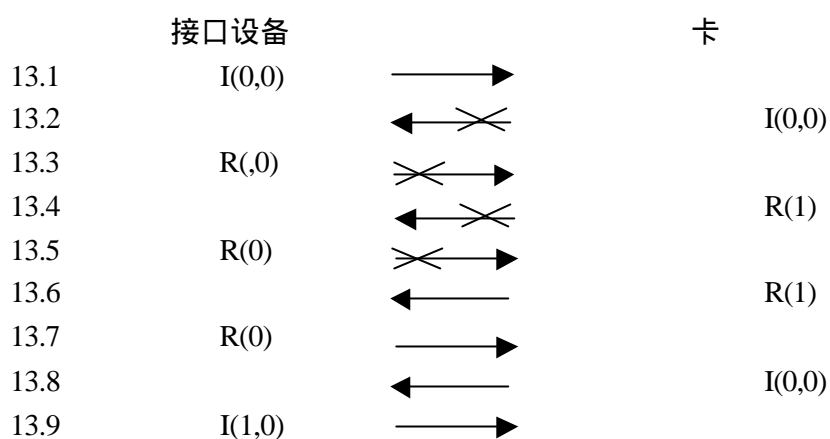 接口设备 卡
13.1 I(0,0)
13.2 I(0,0)
13.3 R(,0)
13.4 R(1)
13.5 R(0)
13.6 R(1)
13.7 R(0)
13.8 I(0,0)
13.9 I(1,0)